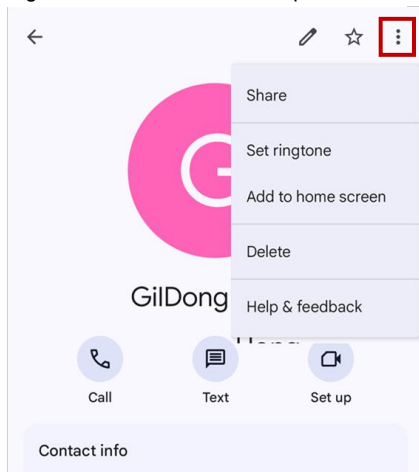 Share
Set ringtone
G
Add to home screen
Delete
GilDong
Help & feedback
Call
Text
Set up
Contact info